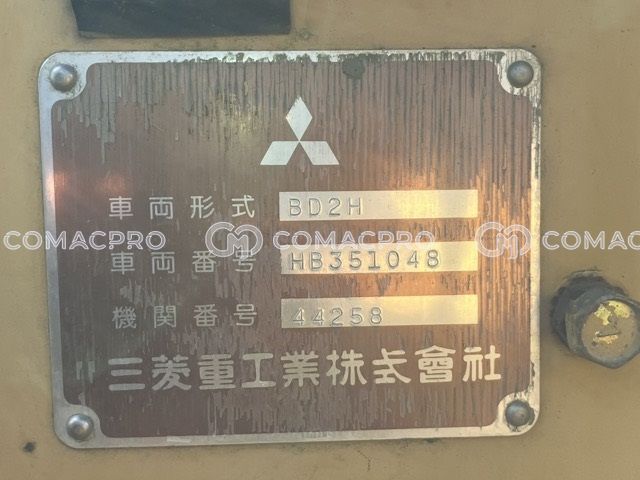 車両形式 BD2H
車両番号 HB351048
機関番号 44258
三菱重工業株式會社
COMACPRO COMACPRO COMACPRO